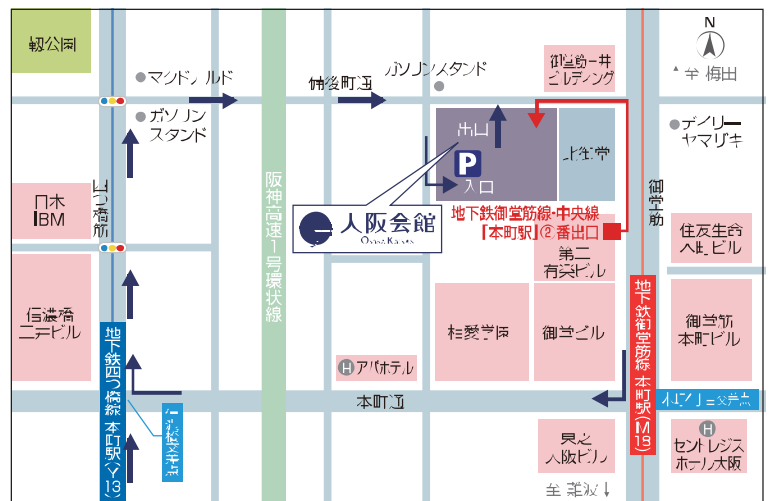 靭公園
マクドナルド
ガソリン
スタンド
備後町通
ガソリンスタンド
御堂筋三井
ビルディング
N
至 梅田
デイリー
ヤマザキ
出口
P
入口
北御堂
御堂筋
大阪会館
OSAKA KAIKAN
地下鉄御堂筋線・中央線
「本町駅」②番出口
日本
IBM
四つ橋筋
阪神高速1号環状線
第二
有楽ビル
住友生命
本町ビル
信濃橋
三井ビル
相愛学園
御堂ビル
御堂筋
本町ビル
地下鉄四つ橋線 本町駅(Y13)
地下鉄御堂筋線 本町駅(M18)
H アパホテル
本町通
東芝
大阪ビル
H
セントレジス
ホテル大阪
至 難波